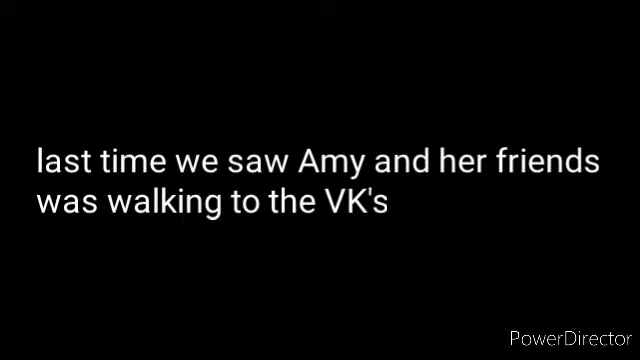 last time we saw Amy and her friends
was walking to the VK's
PowerDirector